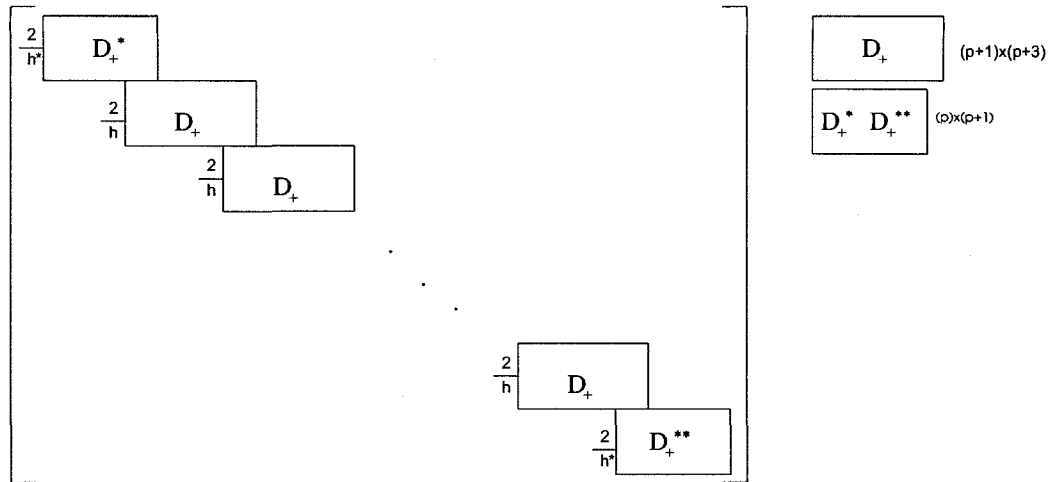 2/h* D₊*
2/h D₊
2/h D₊
2/h D₊
2/h* D₊**
D₊ (p+1)x(p+3)
D₊* D₊** (p)x(p+1)